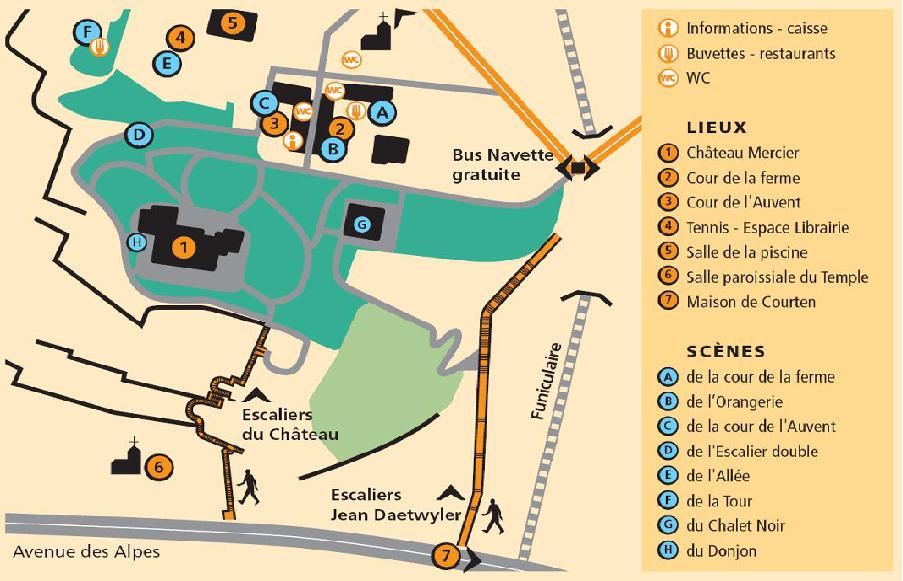 F
4
5
E
WC
WC
C
WC
A
3
2
i
B
D
Bus Navette
gratuite
G
H
1
Funiculaire
Escaliers
du Château
6
Escaliers
Jean Daetwyler
Avenue des Alpes
7
i Informations - caisse
Buvettes - restaurants
WC WC
LIEUX
1 Château Mercier
2 Cour de la ferme
3 Cour de l'Auvent
4 Tennis - Espace Librairie
5 Salle de la piscine
6 Salle paroissiale du Temple
7 Maison de Courten
SCÈNES
A de la cour de la ferme
B de l'Orangerie
C de la cour de l'Auvent
D de l'Escalier double
E de l'Allée
F de la Tour
G du Chalet Noir
H du Donjon